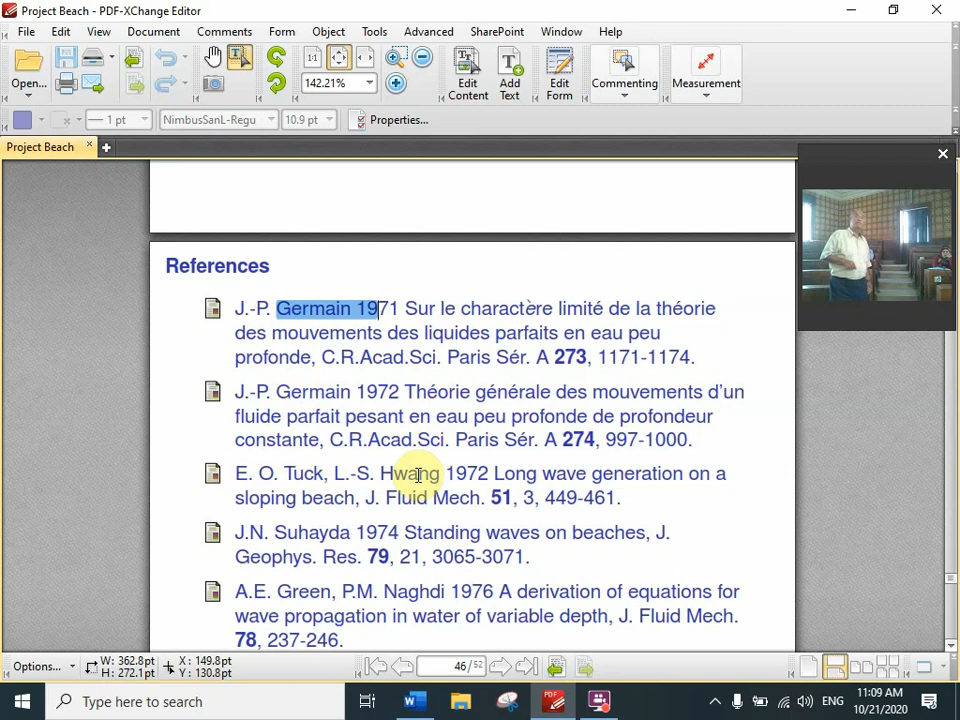 Project Beach - PDF-XChange Editor
File Edit View Document Comments Form Object Tools Advanced SharePoint Window Help
Open... 1:1 142.21% Edit Content Add Text Edit Form Commenting Measurement
1 pt NimbusSanL-Regu 10.9 pt Properties...
Project Beach
References
J.-P. Germain 1971 Sur le charactère limité de la théorie
des mouvements des liquides parfaits en eau peu
profonde, C.R.Acad.Sci. Paris Sér. A 273, 1171-1174.
J.-P. Germain 1972 Théorie générale des mouvements d'un
fluide parfait pesant en eau peu profonde de profondeur
constante, C.R.Acad.Sci. Paris Sér. A 274, 997-1000.
E. O. Tuck, L.-S. Hwang 1972 Long wave generation on a
sloping beach, J. Fluid Mech. 51, 3, 449-461.
J.N. Suhayda 1974 Standing waves on beaches, J.
Geophys. Res. 79, 21, 3065-3071.
A.E. Green, P.M. Naghdi 1976 A derivation of equations for
wave propagation in water of variable depth, J. Fluid Mech.
78, 237-246.
Options... W: 362.8pt H: 272.1pt X: 149.8pt Y: 130.8pt 46/52
Type here to search ENG 11:09 AM 10/21/2020